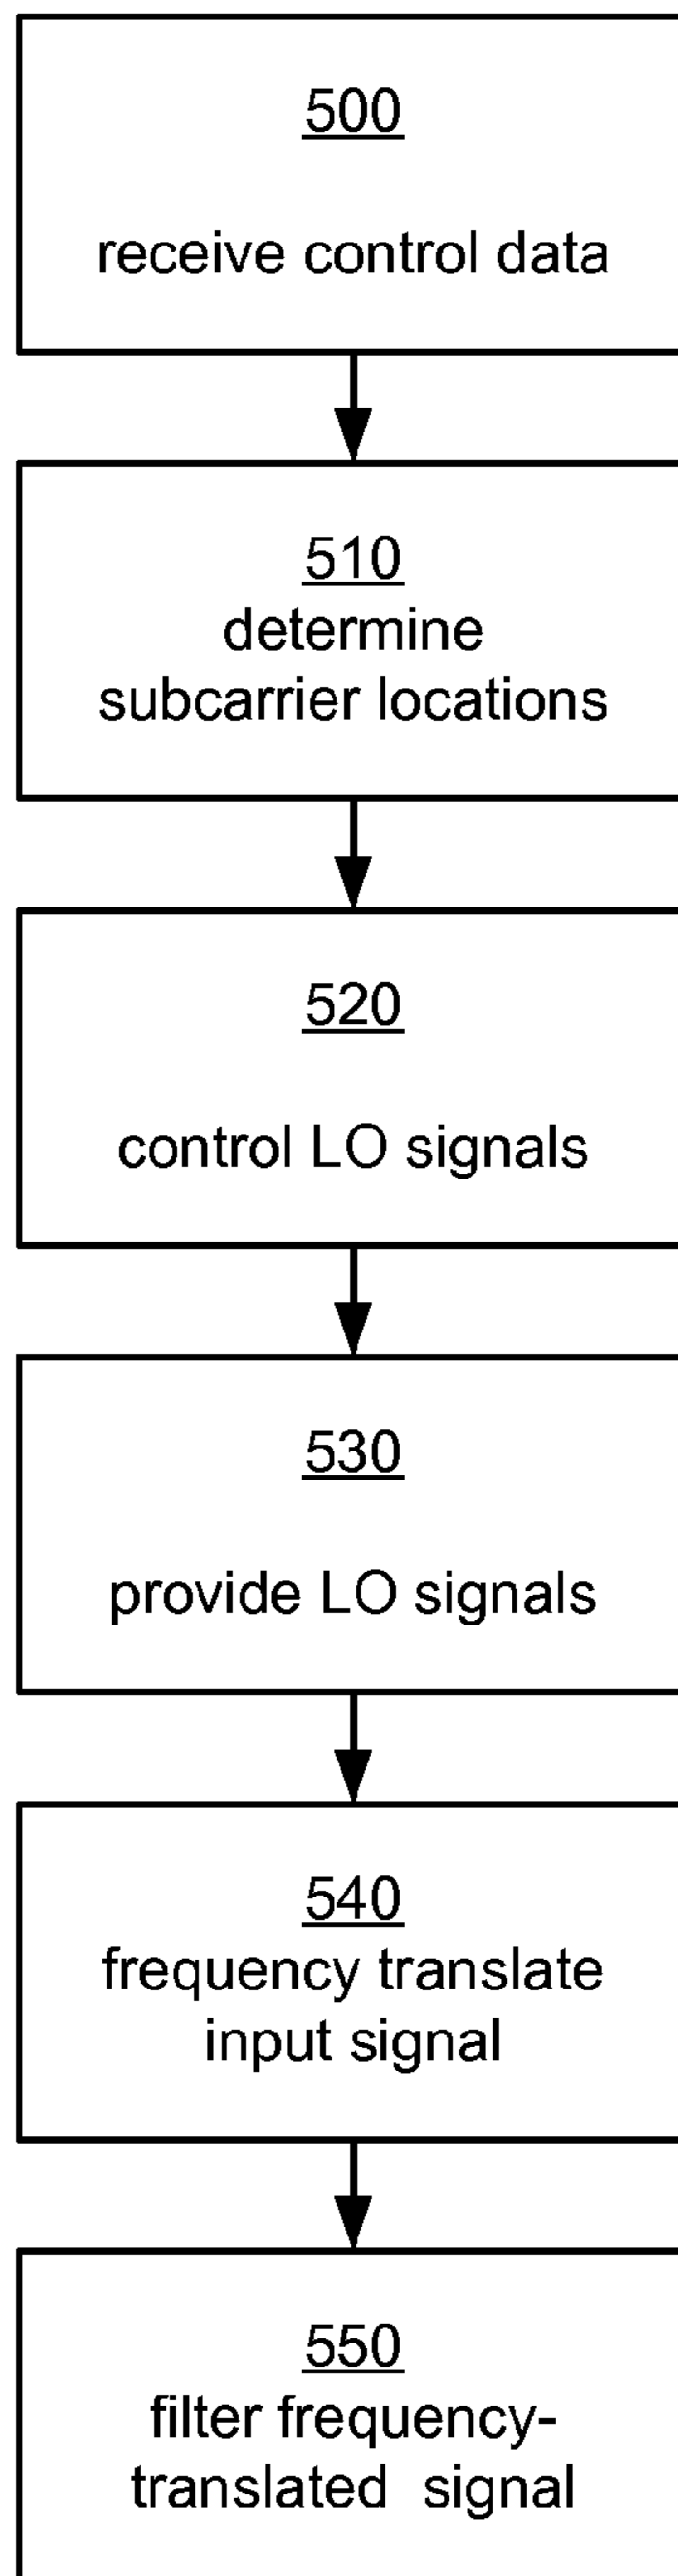 500
receive control data
510
determine
subcarrier locations
520
control LO signals
530
provide LO signals
540
frequency translate
input signal
550
filter frequency-
translated  signal